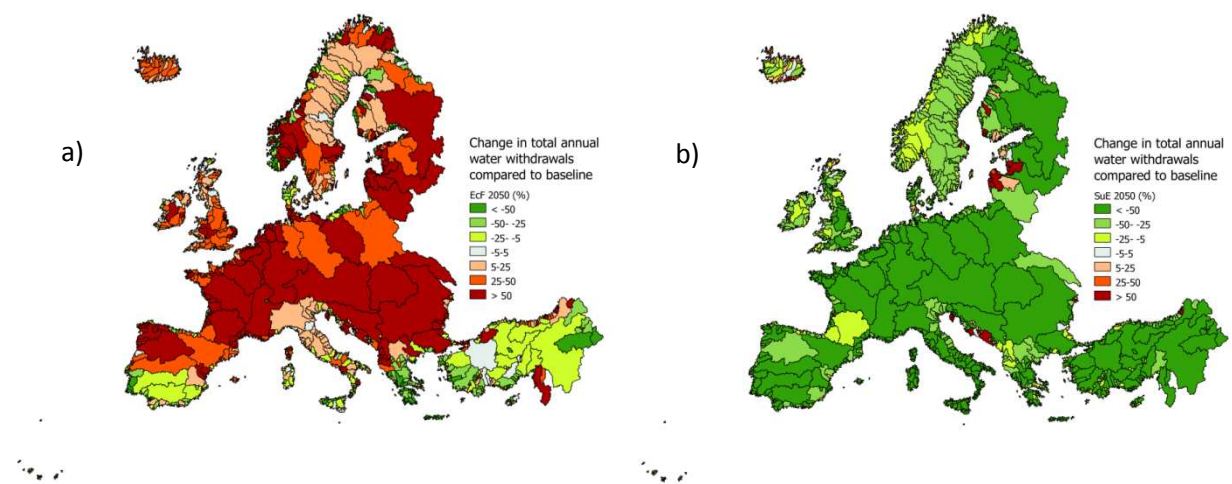 a)
Change in total annual
water withdrawals
compared to baseline
EcF 2050 (%)
< -50
-50- -25
-25- -5
-5-5
5-25
25-50
> 50
b)
Change in total annual
water withdrawals
compared to baseline
SuE 2050 (%)
< -50
-50- -25
-25- -5
-5-5
5-25
25-50
> 50